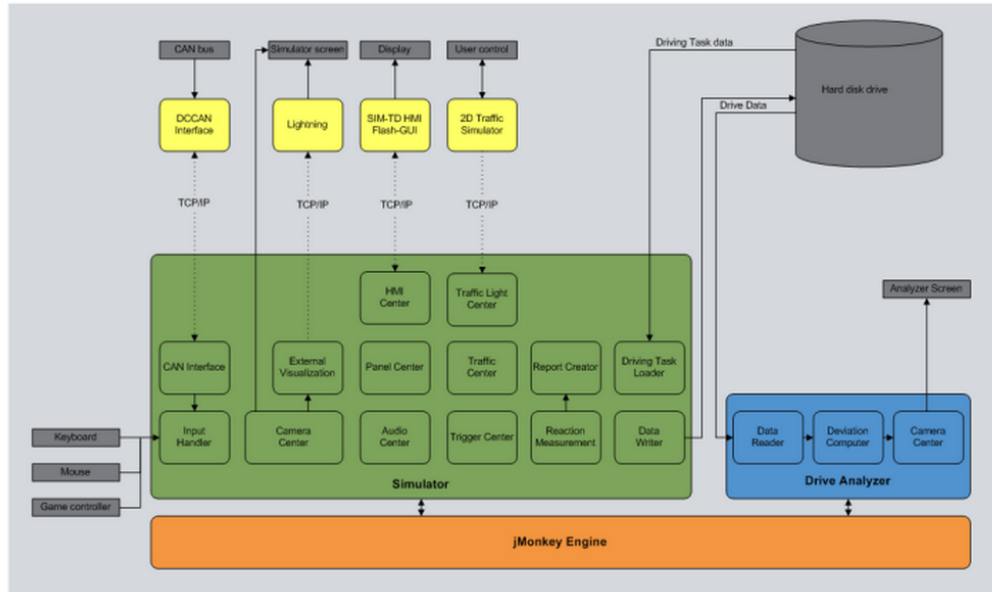 CAN bus
Simulator screen
Display
User control
Driving Task data
Hard disk drive
Drive Data
DCCAN
Interface
Lightning
SIM-TD HMI
Flash-GUI
2D Traffic
Simulator
TCP/IP
TCP/IP
TCP/IP
TCP/IP
HMI
Center
Traffic Light
Center
Analyzer Screen
CAN Interface
External
Visualization
Panel Center
Traffic
Center
Report Creator
Driving Task
Loader
Keyboard
Mouse
Game controller
Input
Handler
Camera
Center
Audio
Center
Trigger Center
Reaction
Measurement
Data
Writer
Data
Reader
Deviation
Computer
Camera
Center
Simulator
Drive Analyzer
jMonkey Engine